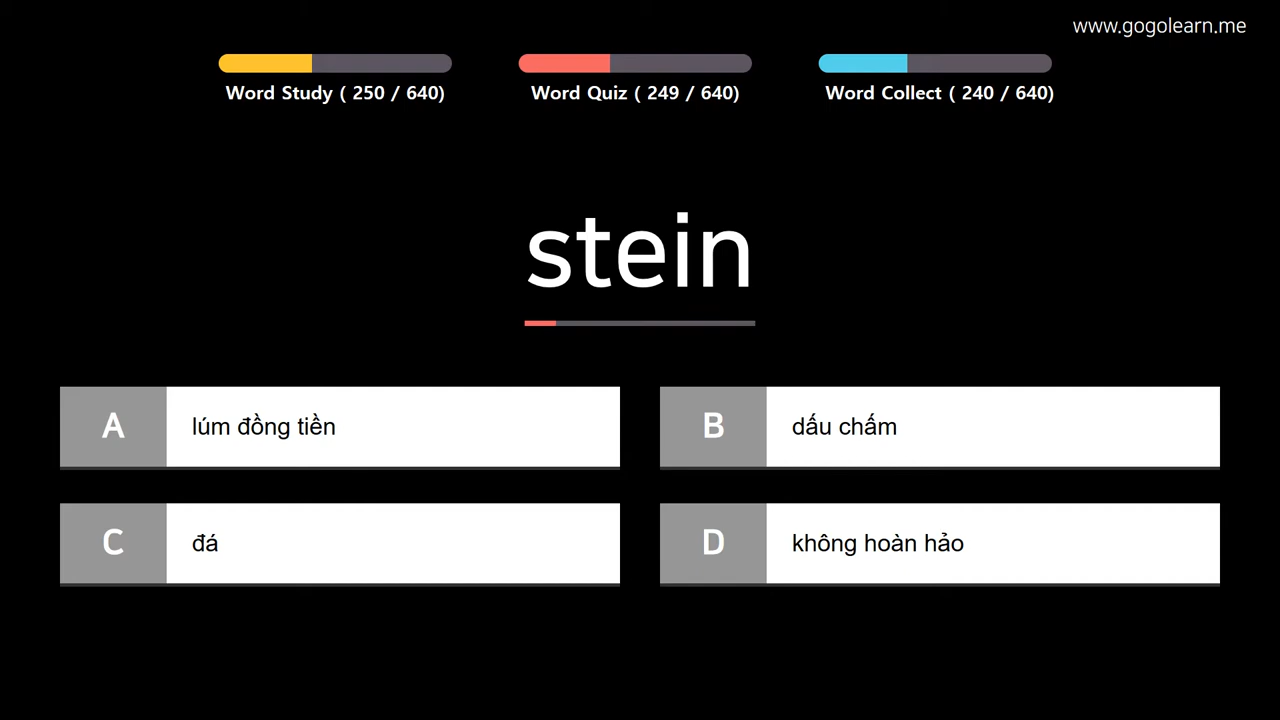 www.gogolearn.me
Word Study ( 250 / 640)
Word Quiz ( 249 / 640)
Word Collect ( 240 / 640)
stein
A lúm đồng tiền
B dấu chấm
C đá
D không hoàn hảo